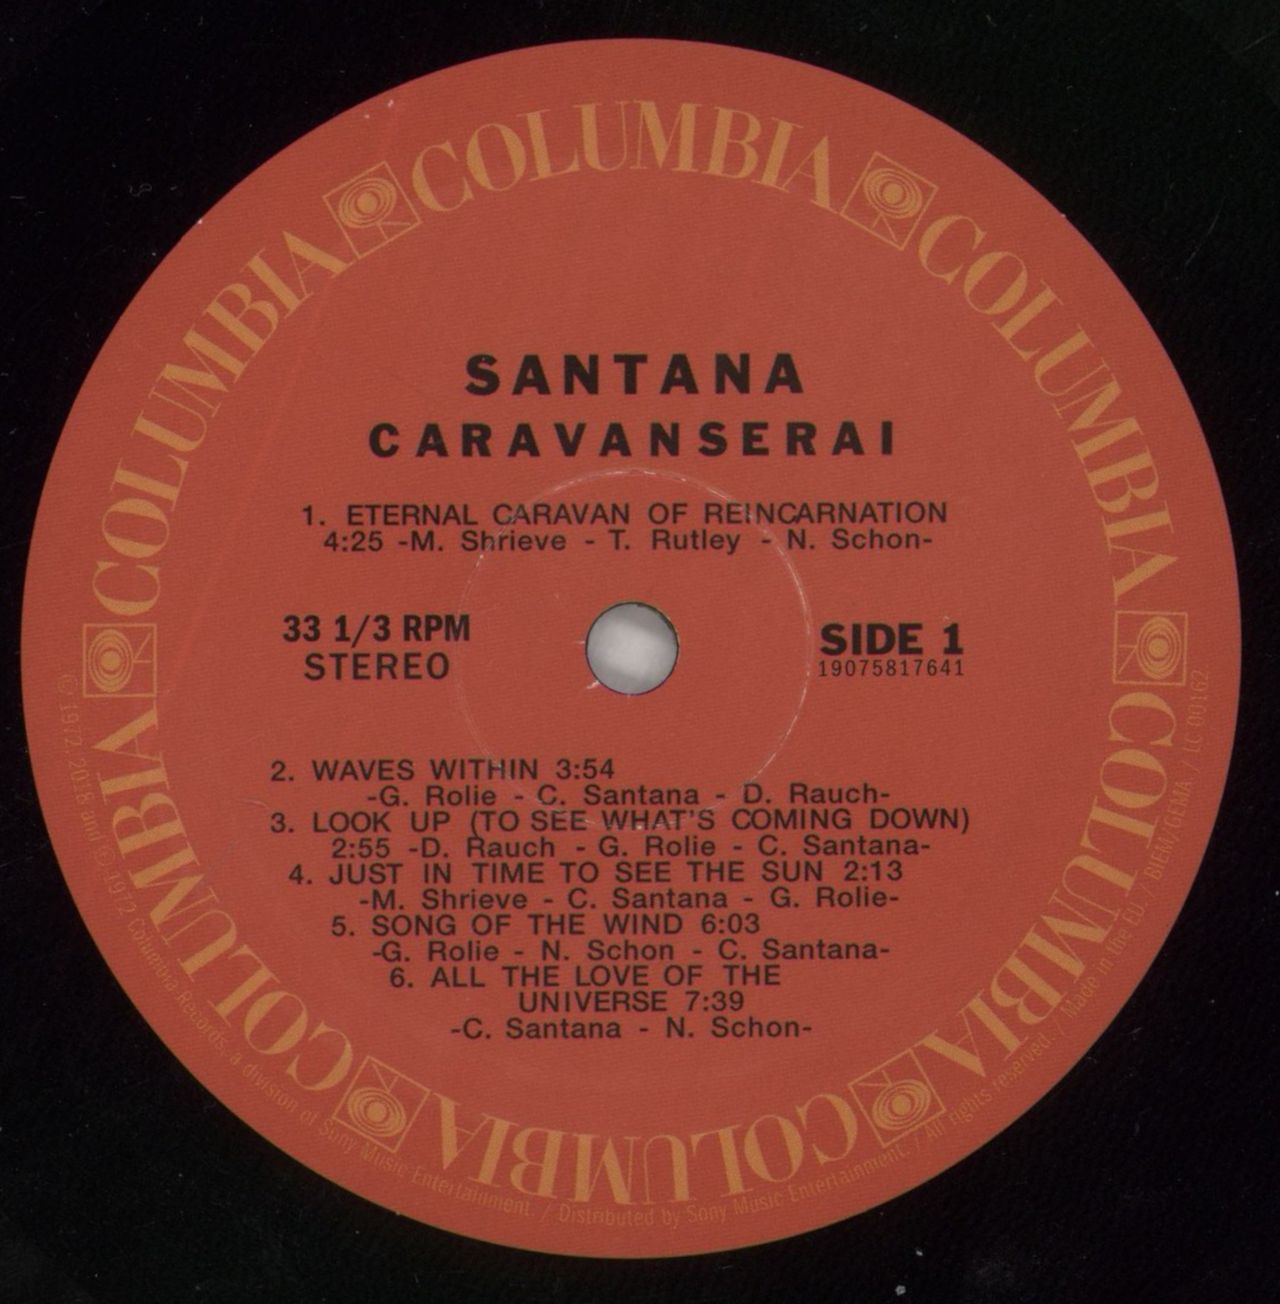 COLUMBIA COLUMBIA COLUMBIA COLUMBIA COLUMBIA COLUMBIA
SANTANA
CARAVANSERAI
1. ETERNAL CARAVAN OF REINCARNATION
4:25 -M. Shrieve - T. Rutley - N. Schon-
33 1/3 RPM
STEREO
SIDE 1
19075817641
2. WAVES WITHIN 3:54
-G. Rolie - C. Santana - D. Rauch-
3. LOOK UP (TO SEE WHAT'S COMING DOWN)
2:55 -D. Rauch - G. Rolie - C. Santana-
4. JUST IN TIME TO SEE THE SUN 2:13
-M. Shrieve - C. Santana - G. Rolie-
5. SONG OF THE WIND 6:03
-G. Rolie - N. Schon - C. Santana-
6. ALL THE LOVE OF THE
UNIVERSE 7:39
-C. Santana - N. Schon-
℗ 1972, 2018 and © 1972 Columbia Records, a division of Sony Music Entertainment. / Distributed by Sony Music Entertainment. / All rights reserved. / Made in the EU. / BIEM/GEMA / LC 00162